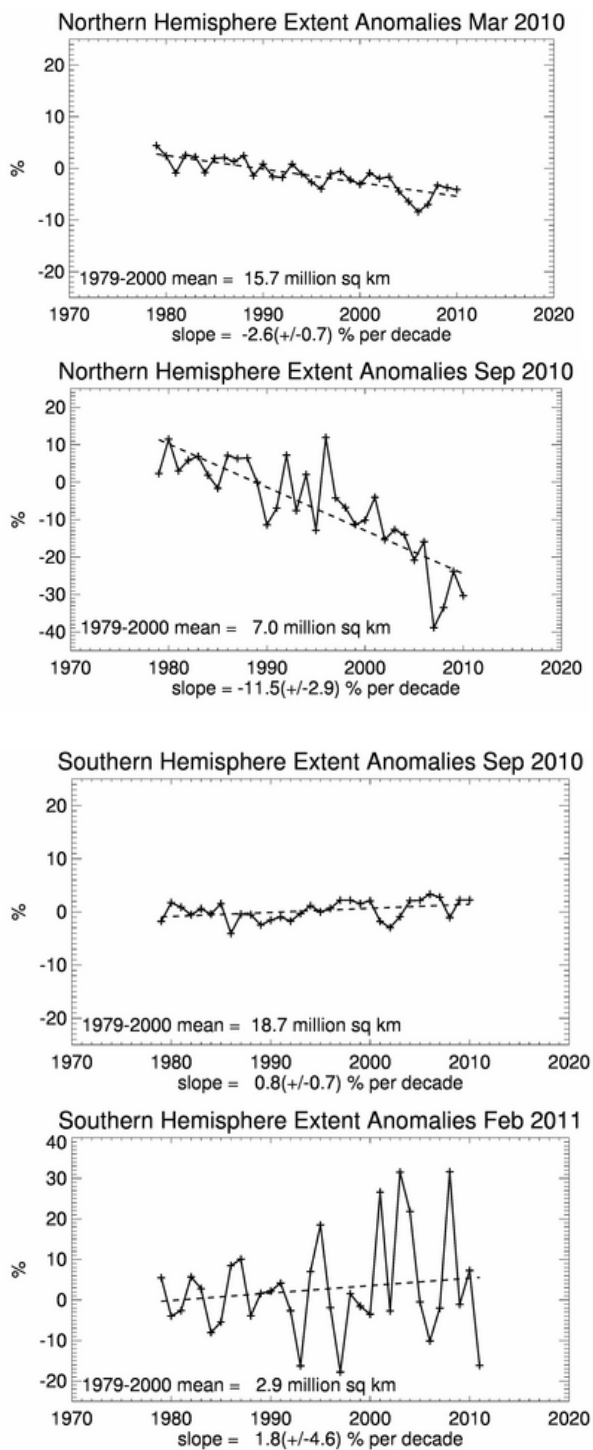 Northern Hemisphere Extent Anomalies Mar 2010
20
10
0
-10
-20
%
1979-2000 mean = 15.7 million sq km
1970 1980 1990 2000 2010 2020
slope = -2.6(+/-0.7) % per decade
Northern Hemisphere Extent Anomalies Sep 2010
20
10
0
-10
-20
-30
-40
%
1979-2000 mean = 7.0 million sq km
1970 1980 1990 2000 2010 2020
slope = -11.5(+/-2.9) % per decade
Southern Hemisphere Extent Anomalies Sep 2010
20
10
0
-10
-20
%
1979-2000 mean = 18.7 million sq km
1970 1980 1990 2000 2010 2020
slope = 0.8(+/-0.7) % per decade
Southern Hemisphere Extent Anomalies Feb 2011
40
30
20
10
0
-10
-20
%
1979-2000 mean = 2.9 million sq km
1970 1980 1990 2000 2010 2020
slope = 1.8(+/-4.6) % per decade